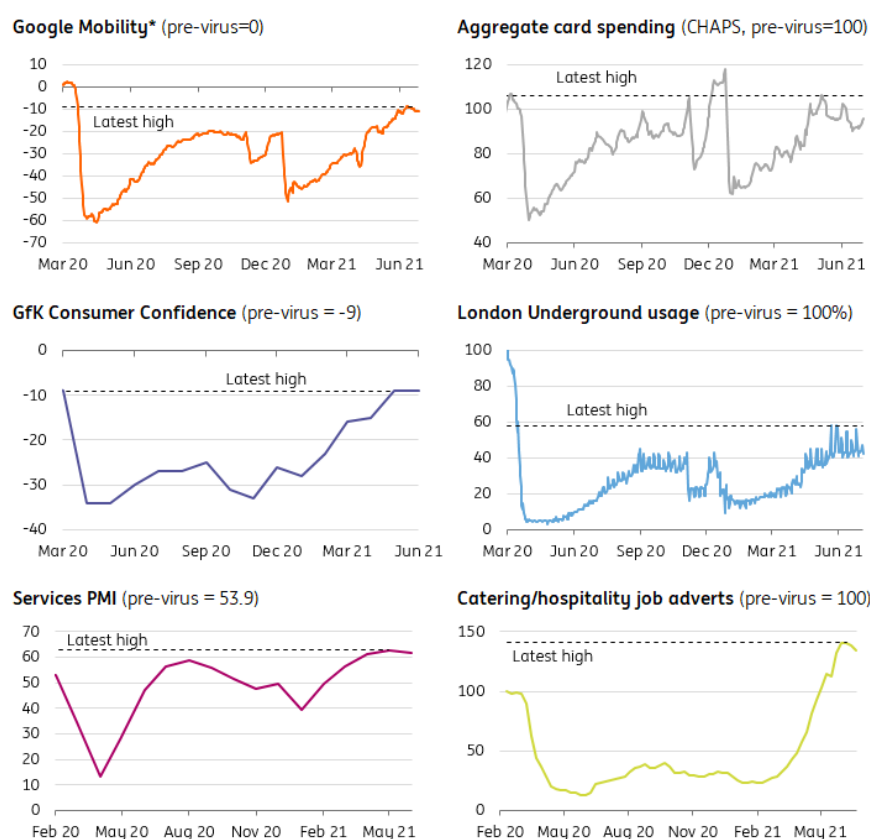 Google Mobility* (pre-virus=0)
10
0
-10
-20
-30
-40
-50
-60
-70
Latest high
Mar 20 Jun 20 Sep 20 Dec 20 Mar 21 Jun 21
Aggregate card spending (CHAPS, pre-virus=100)
120
100
80
60
40
Latest high
Mar 20 Jun 20 Sep 20 Dec 20 Mar 21 Jun 21
GfK Consumer Confidence (pre-virus = -9)
0
-10
-20
-30
-40
Latest high
Mar 20 Jun 20 Sep 20 Dec 20 Mar 21 Jun 21
London Underground usage (pre-virus = 100%)
100
80
60
40
20
0
Latest high
Mar 20 Jun 20 Sep 20 Dec 20 Mar 21 Jun 21
Services PMI (pre-virus = 53.9)
70
60
50
40
30
20
10
0
Latest high
Feb 20 May 20 Aug 20 Nov 20 Feb 21 May 21
Catering/hospitality job adverts (pre-virus = 100)
150
100
50
0
Latest high
Feb 20 May 20 Aug 20 Nov 20 Feb 21 May 21